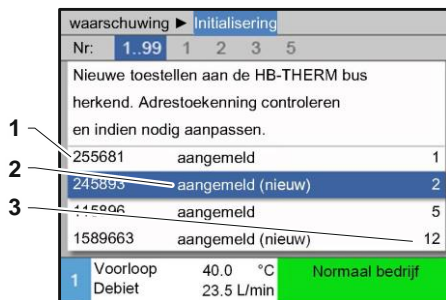 waarschuwing ▶ Initialisering
Nr: 1..99 1 2 3 5
Nieuwe toestellen aan de HB-THERM bus
herkend. Adrestoekenning controleren
en indien nodig aanpassen.
1
255681 aangemeld 1
2
245893 aangemeld (nieuw) 2
3
115896 aangemeld 5
1589663 aangemeld (nieuw) 12
1 Voorloop 40.0 °C Normaal bedrijf
Debiet 23.5 L/min